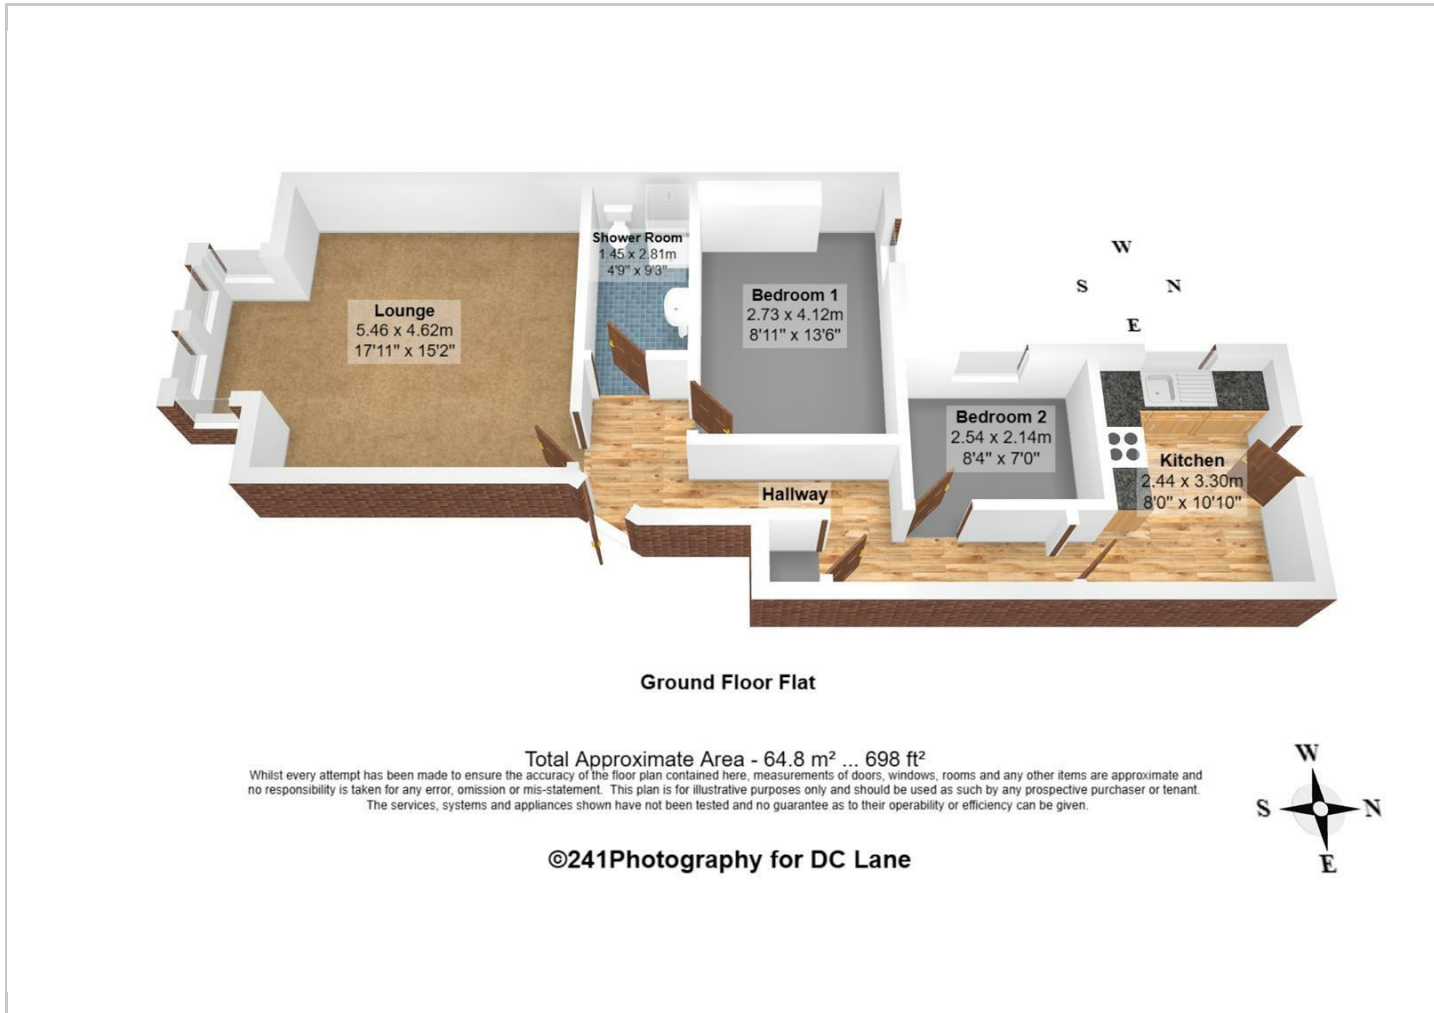 Shower Room
1.45 x 2.81m
4'9" x 9'3"
Lounge
5.46 x 4.62m
17'11" x 15'2"
Bedroom 1
2.73 x 4.12m
8'11" x 13'6"
W
S N
E
Bedroom 2
2.54 x 2.14m
8'4" x 7'0"
Kitchen
2.44 x 3.30m
8'0" x 10'10"
Hallway
Ground Floor Flat
Total Approximate Area - 64.8 m² ... 698 ft²
Whilst every attempt has been made to ensure the accuracy of the floor plan contained here, measurements of doors, windows, rooms and any other items are approximate and
no responsibility is taken for any error, omission or mis-statement. This plan is for illustrative purposes only and should be used as such by any prospective purchaser or tenant.
The services, systems and appliances shown have not been tested and no guarantee as to their operability or efficiency can be given.
©241Photography for DC Lane
W
S N
E